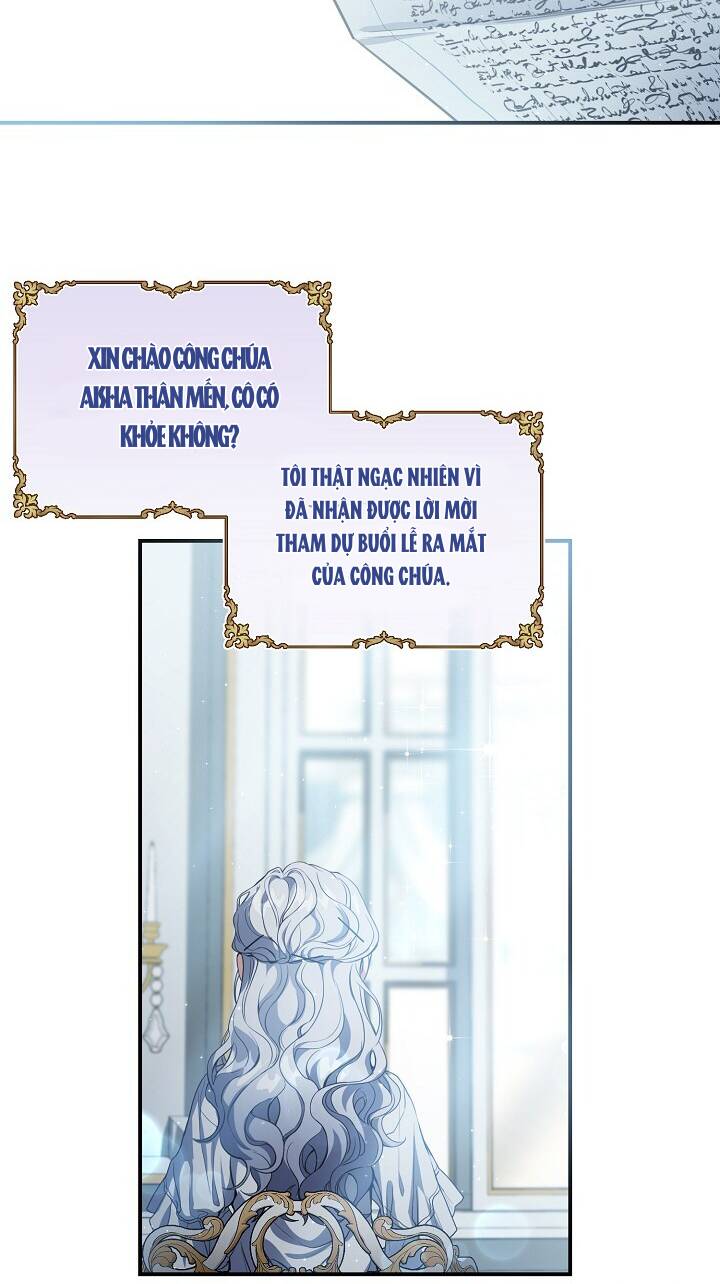 XIN CHÀO CÔNG CHÚA
AISHA THÂN MẾN, CÔ CÓ
KHỎE KHÔNG?
TÔI THẬT NGẠC NHIÊN VÌ
ĐÃ NHẬN ĐƯỢC LỜI MỜI
THAM DỰ BUỔI LỄ RA MẮT
CỦA CÔNG CHÚA.